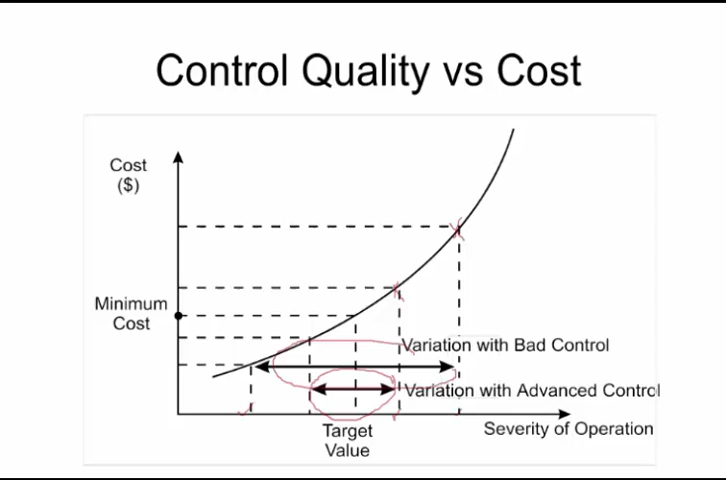 Control Quality vs Cost
Cost
($)
Minimum
Cost
Variation with Bad Control
Variation with Advanced Control
Target
Value
Severity of Operation